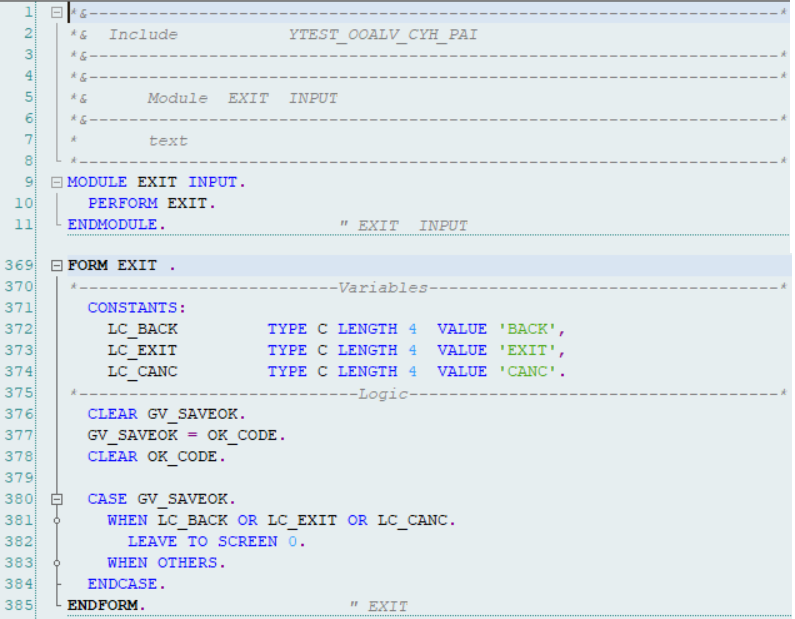 1 *&---------------------------------------------------------------------*
2 *&  Include           YTEST_OOALV_CYH_PAI
3 *&---------------------------------------------------------------------*
4 *&---------------------------------------------------------------------*
5 *&      Module  EXIT  INPUT
6 *&---------------------------------------------------------------------*
7 *       text
8 *----------------------------------------------------------------------*
9 MODULE EXIT INPUT.
10   PERFORM EXIT.
11 ENDMODULE.                 " EXIT  INPUT
369 FORM EXIT .
370 *--------------------------Variables-----------------------------------*
371   CONSTANTS:
372     LC_BACK         TYPE C LENGTH 4  VALUE 'BACK',
373     LC_EXIT         TYPE C LENGTH 4  VALUE 'EXIT',
374     LC_CANC         TYPE C LENGTH 4  VALUE 'CANC'.
375 *----------------------------Logic-------------------------------------*
376   CLEAR GV_SAVEOK.
377   GV_SAVEOK = OK_CODE.
378   CLEAR OK_CODE.
379
380   CASE GV_SAVEOK.
381     WHEN LC_BACK OR LC_EXIT OR LC_CANC.
382       LEAVE TO SCREEN 0.
383     WHEN OTHERS.
384   ENDCASE.
385 ENDFORM.                    " EXIT